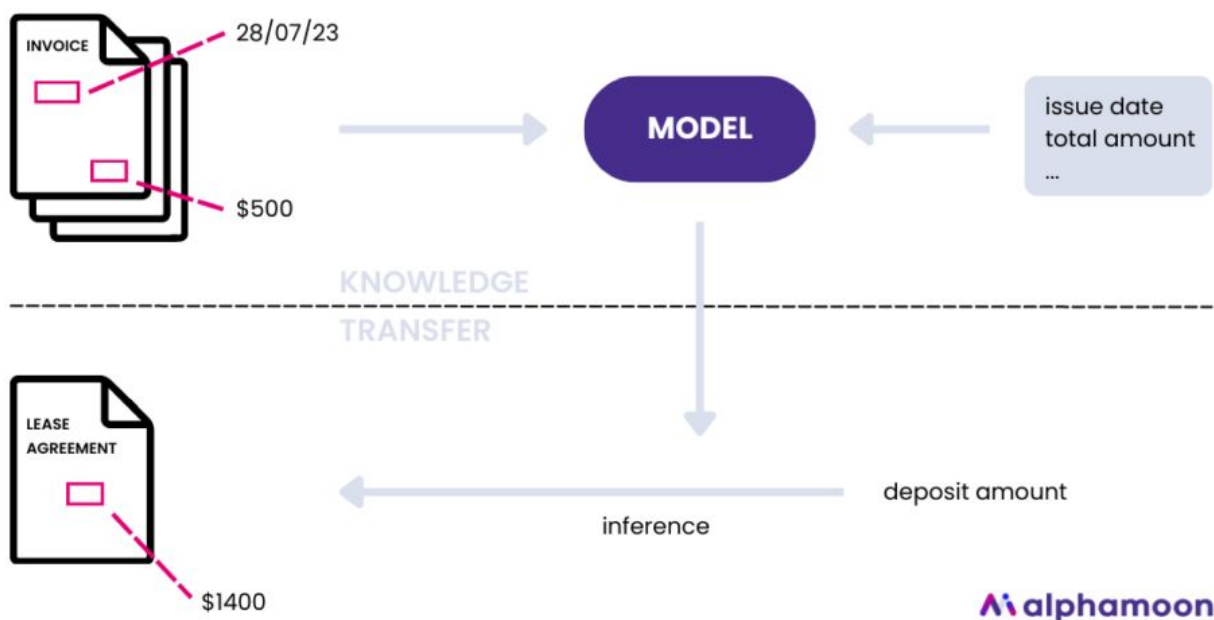 INVOICE
28/07/23
$500
MODEL
issue date
total amount
...
KNOWLEDGE
TRANSFER
LEASE
AGREEMENT
$1400
deposit amount
inference
alphamoon